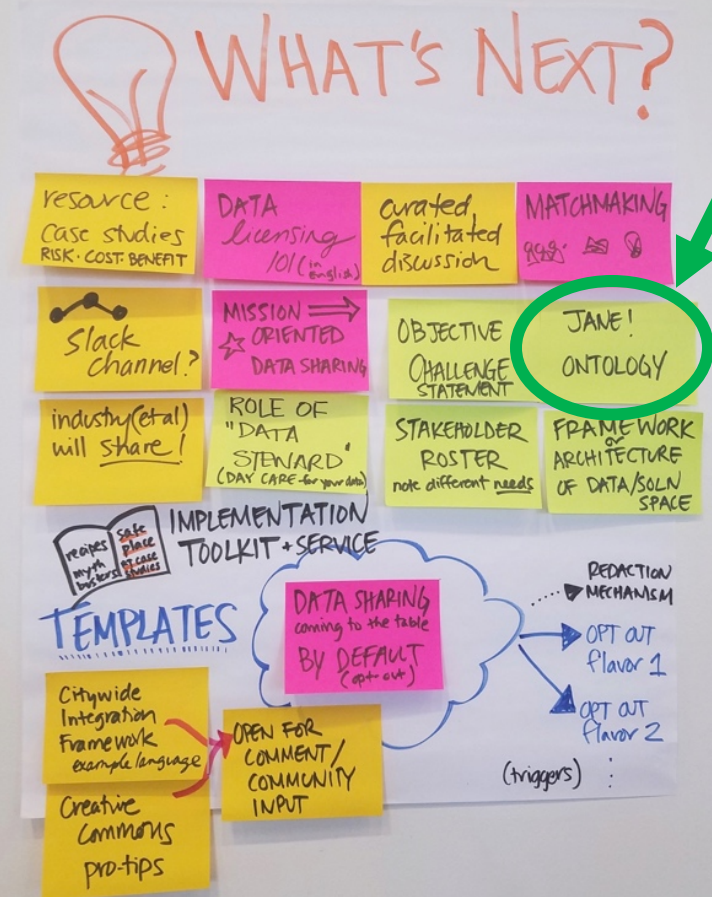 WHAT'S NEXT?
resource:
case studies
RISK·COST·BENEFIT
DATA
licensing
101 (in english)
curated
facilitated
discussion
MATCHMAKING
Slack
channel?
MISSION
ORIENTED
DATA SHARING
OBJECTIVE
CHALLENGE
STATEMENT
JANE!
ONTOLOGY
industry (et al)
will share!
ROLE OF
"DATA
STEWARD"
(DAY CARE for your data)
STAKEHOLDER
ROSTER
note different needs
FRAMEWORK
or
ARCHITECTURE
OF DATA/SOLN
SPACE
recipes
myth
busters
safe
place
case
studies
IMPLEMENTATION
TOOLKIT + SERVICE
TEMPLATES
DATA SHARING
coming to the table
BY DEFAULT
(opt-out)
REDACTION
MECHANISM
OPT OUT
flavor 1
OPT OUT
flavor 2
(triggers)
Citywide
Integration
Framework
example language
OPEN FOR
COMMENT/
COMMUNITY
INPUT
Creative
Commons
pro-tips